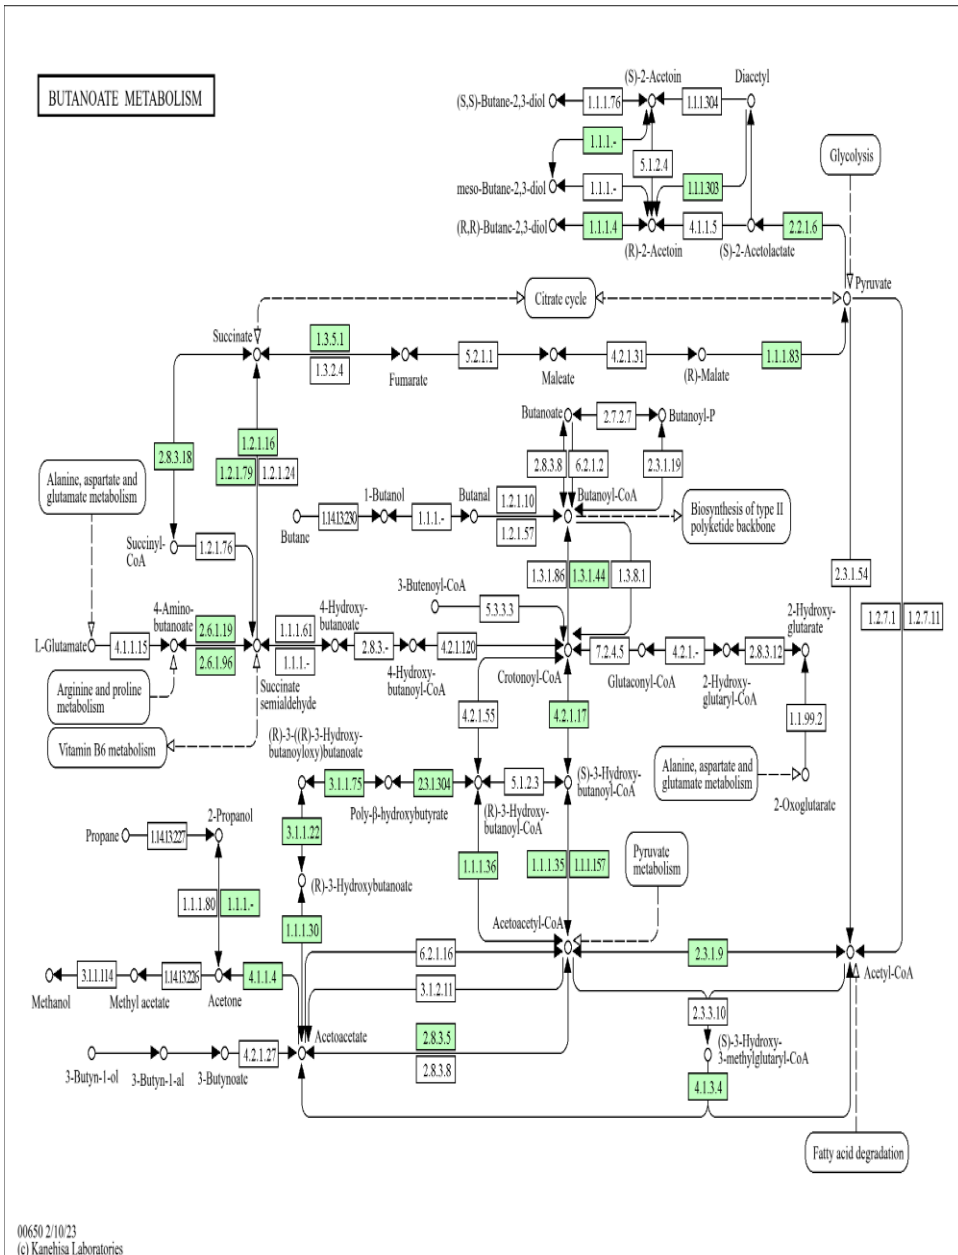 BUTANOATE METABOLISM
(S)-2-Acetoin
Diacetyl
(S,S)-Butane-2,3-diol
1.1.1.76
1.1.1.304
1.1.1.-
5.1.2.4
Glycolysis
meso-Butane-2,3-diol
1.1.1.-
1.1.1.303
(R,R)-Butane-2,3-diol
1.1.1.4
4.1.1.5
2.2.1.6
(R)-2-Acetoin
(S)-2-Acetolactate
Pyruvate
Citrate cycle
Succinate
1.3.5.1
1.3.2.4
Fumarate
5.2.1.1
Maleate
4.2.1.31
(R)-Malate
1.1.1.83
Butanoate
2.7.2.7
Butanoyl-P
2.8.3.18
1.2.1.16
1.2.1.79
1.2.1.24
2.8.3.8
6.2.1.2
2.3.1.19
Alanine, aspartate and
glutamate metabolism
1-Butanol
Butanal
1.2.1.10
Butanoyl-CoA
Butane
1.14.13.230
1.1.1.-
1.2.1.57
Biosynthesis of type II
polyketide backbone
Succinyl-
CoA
1.2.1.76
1.3.1.86
1.3.1.44
1.3.8.1
2.3.1.54
3-Butenoyl-CoA
5.3.3.3
1.2.7.1
1.2.7.11
L-Glutamate
4.1.1.15
4-Amino-
butanoate
2.6.1.19
2.6.1.96
1.1.1.61
1.1.1.-
4-Hydroxy-
butanoate
2.8.3.-
4.2.1.120
4-Hydroxy-
butanoyl-CoA
Crotonoyl-CoA
7.2.4.5
Glutaconyl-CoA
4.2.1.-
2-Hydroxy-
glutaryl-CoA
2.8.3.12
2-Hydroxy-
glutarate
Succinate
semialdehyde
Arginine and proline
metabolism
Vitamin B6 metabolism
4.2.1.55
4.2.1.17
1.1.99.2
(R)-3-((R)-3-Hydroxy-
butanoyloxy)butanoate
Alanine, aspartate and
glutamate metabolism
2-Oxoglutarate
3.1.1.75
Poly-β-hydroxybutyrate
2.3.1.304
5.1.2.3
(R)-3-Hydroxy-
butanoyl-CoA
(S)-3-Hydroxy-
butanoyl-CoA
Propane
1.14.13.227
2-Propanol
3.1.1.22
(R)-3-Hydroxybutanoate
1.1.1.36
1.1.1.35
1.1.1.157
Pyruvate
metabolism
1.1.1.80
1.1.1.-
1.1.1.30
Acetoacetyl-CoA
6.2.1.16
2.3.1.9
Acetyl-CoA
Methanol
3.1.1.114
Methyl acetate
1.14.13.226
Acetone
4.1.1.4
3.1.2.11
2.3.3.10
Acetoacetate
2.8.3.5
2.8.3.8
(S)-3-Hydroxy-
3-methylglutaryl-CoA
3-Butyn-1-ol
3-Butyn-1-al
3-Butynoate
4.2.1.27
4.1.3.4
Fatty acid degradation
00650 2/10/23
(c) Kanehisa Laboratories